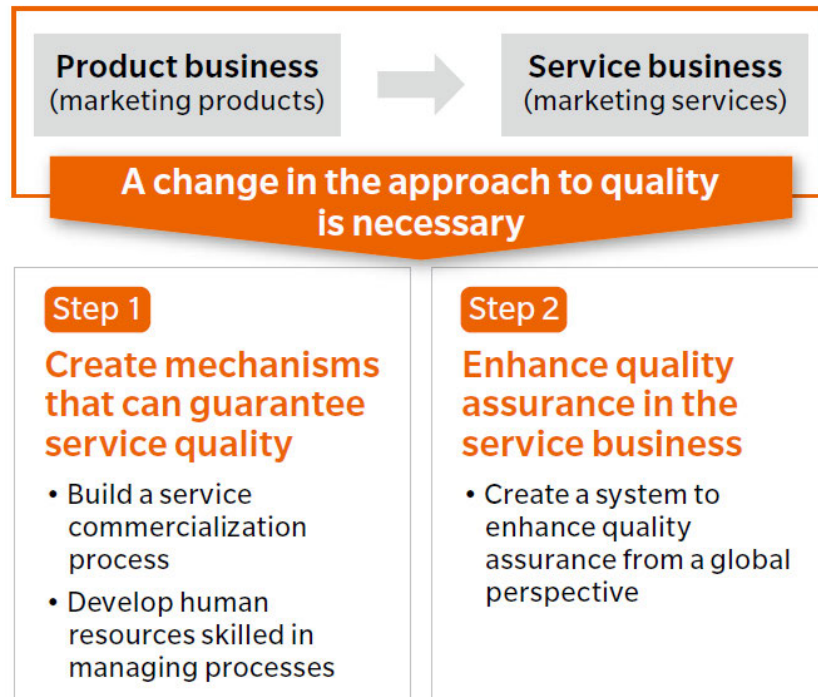 Product business
(marketing products)
Service business
(marketing services)
A change in the approach to quality
is necessary
Step 1
Create mechanisms
that can guarantee
service quality
• Build a service
commercialization
process
• Develop human
resources skilled in
managing processes
Step 2
Enhance quality
assurance in the
service business
• Create a system to
enhance quality
assurance from a global
perspective